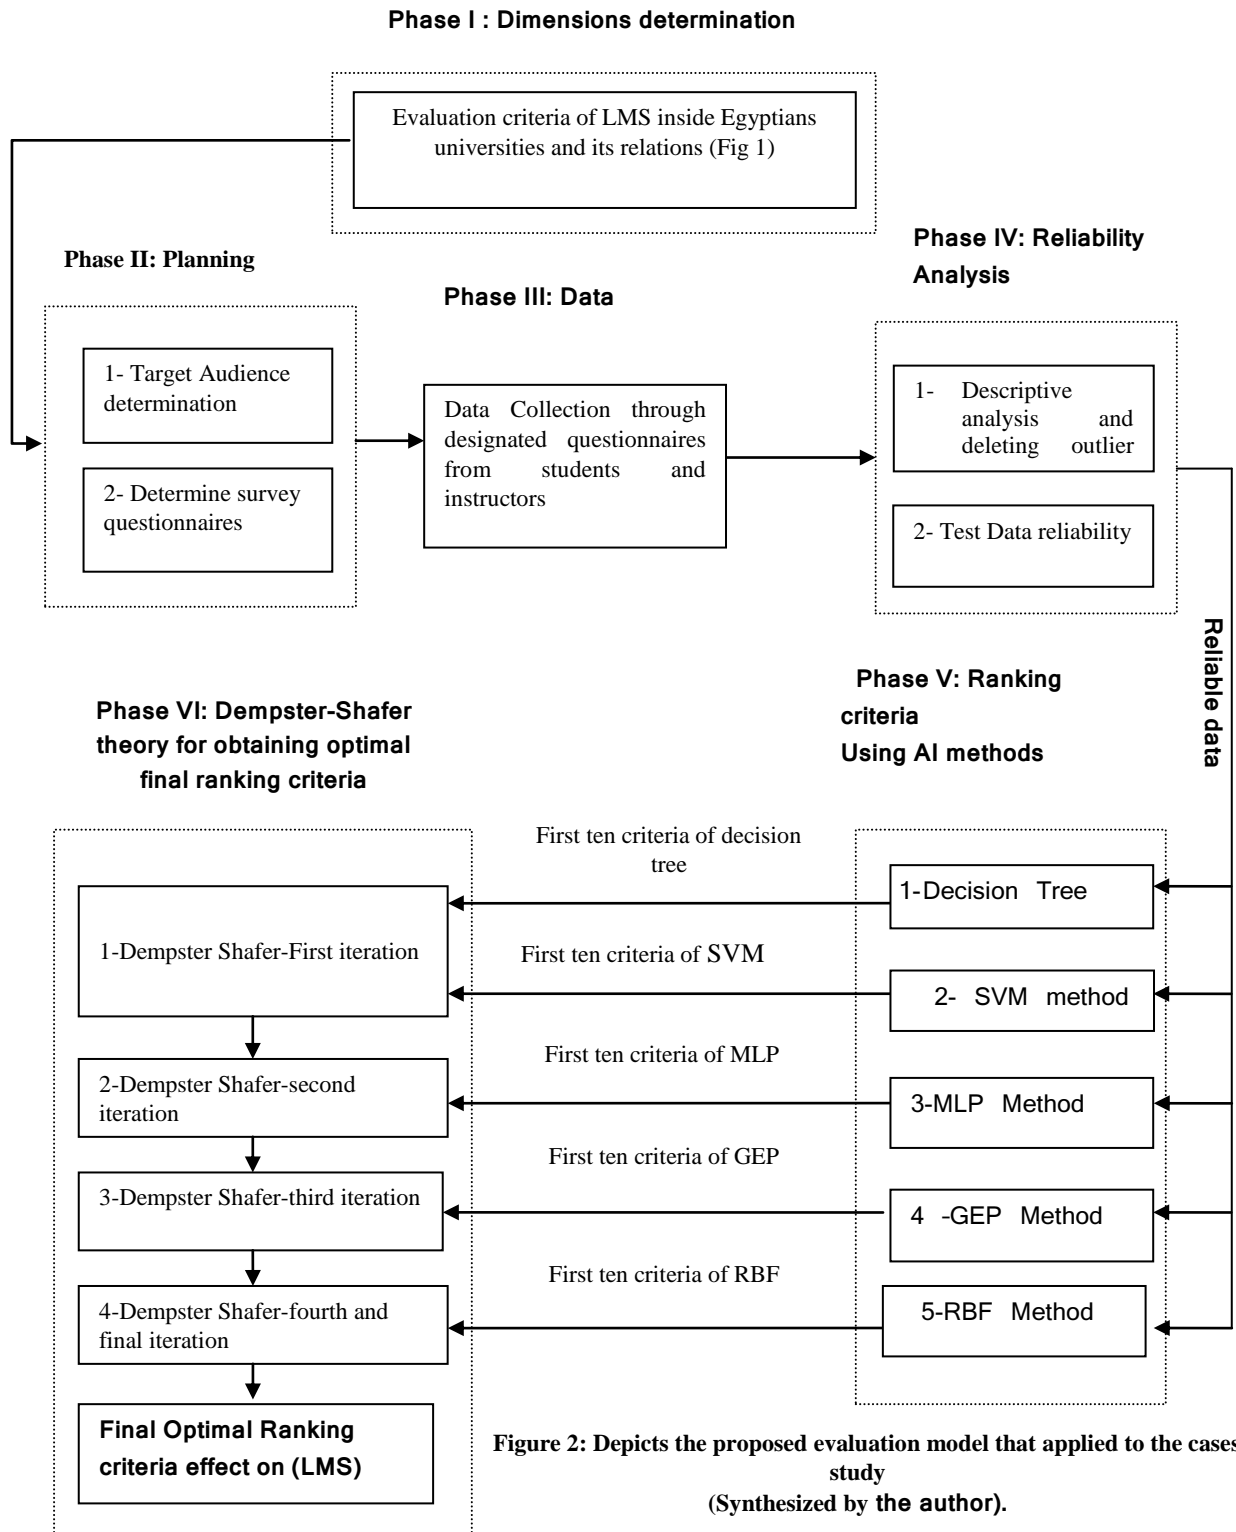 Phase I : Dimensions determination
Evaluation criteria of LMS inside Egyptians
universities and its relations (Fig 1)
Phase II: Planning
1- Target Audience
determination
2- Determine survey
questionnaires
Phase III: Data
Data Collection through
designated questionnaires
from students and
instructors
Phase IV: Reliability
Analysis
1- Descriptive
analysis and
deleting outlier
2- Test Data reliability
Reliable data
Phase V: Ranking
criteria
Using AI methods
1-Decision Tree
2- SVM method
3-MLP Method
4 -GEP Method
5-RBF Method
First ten criteria of decision
tree
First ten criteria of SVM
First ten criteria of MLP
First ten criteria of GEP
First ten criteria of RBF
Phase VI: Dempster-Shafer
theory for obtaining optimal
final ranking criteria
1-Dempster Shafer-First iteration
2-Dempster Shafer-second
iteration
3-Dempster Shafer-third iteration
4-Dempster Shafer-fourth and
final iteration
Final Optimal Ranking
criteria effect on (LMS)
Figure 2: Depicts the proposed evaluation model that applied to the cases
study
(Synthesized by the author).